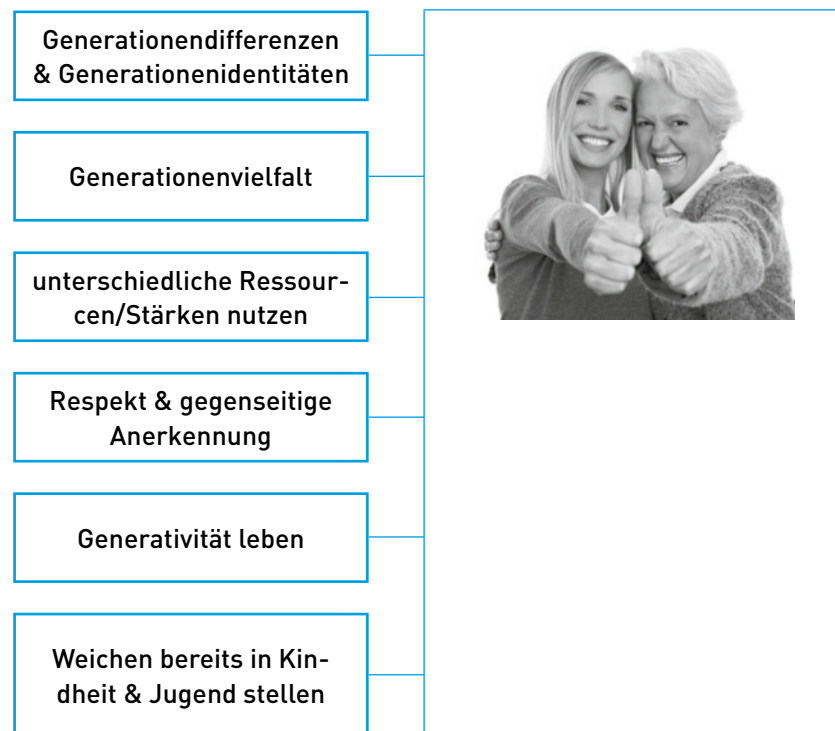 Generationendifferenzen
& Generationenidentitäten
Generationenvielfalt
unterschiedliche Ressour-
cen/Stärken nutzen
Respekt & gegenseitige
Anerkennung
Generativität leben
Weichen bereits in Kin-
dheit & Jugend stellen